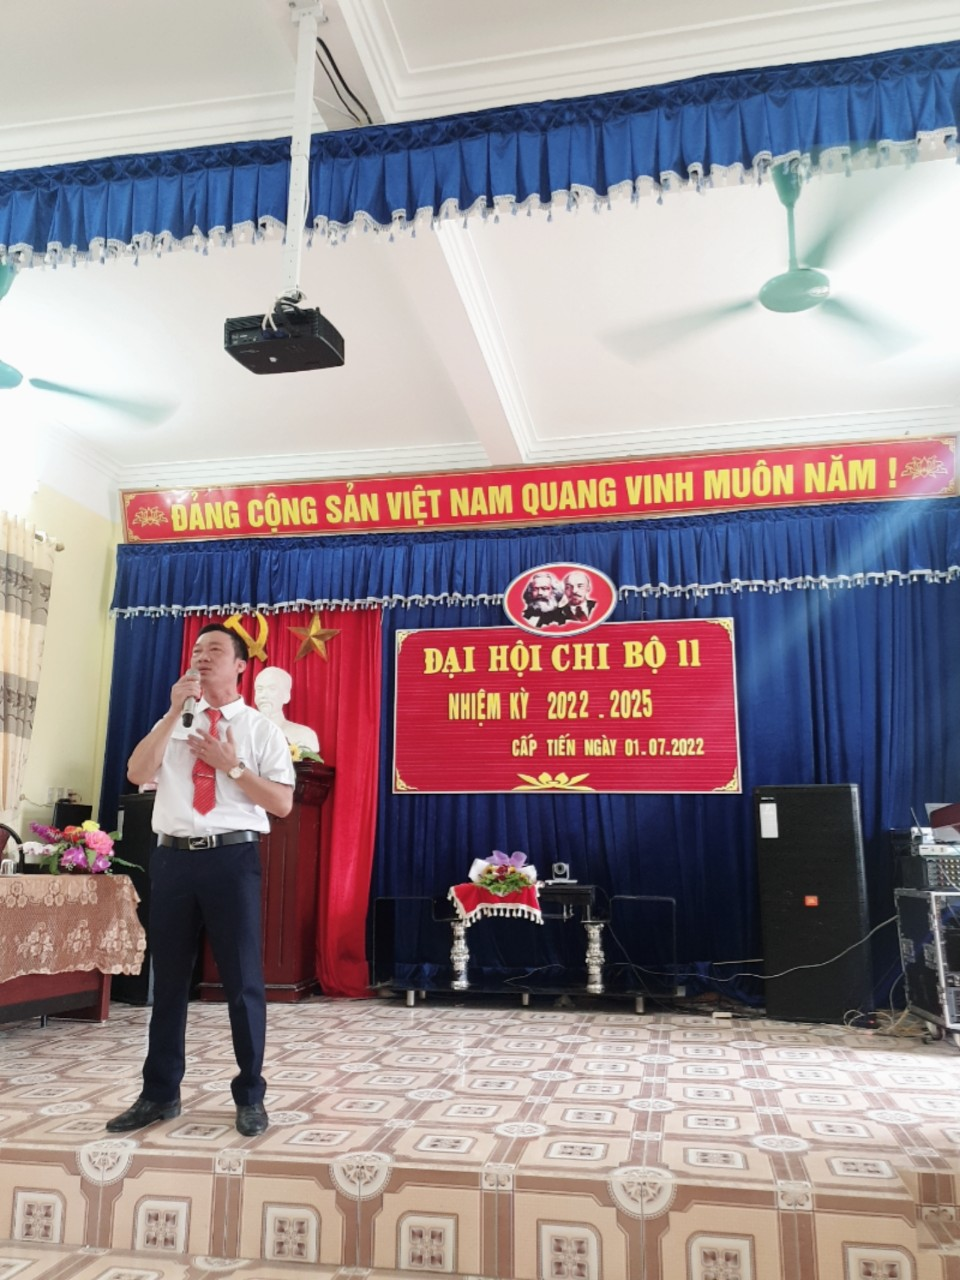 ĐẢNG CỘNG SẢN VIỆT NAM QUANG VINH MUÔN NĂM !
ĐẠI HỘI CHI BỘ 11
NHIỆM KỲ 2022 . 2025
CẤP TIẾN NGÀY 01.07.2022
JBL